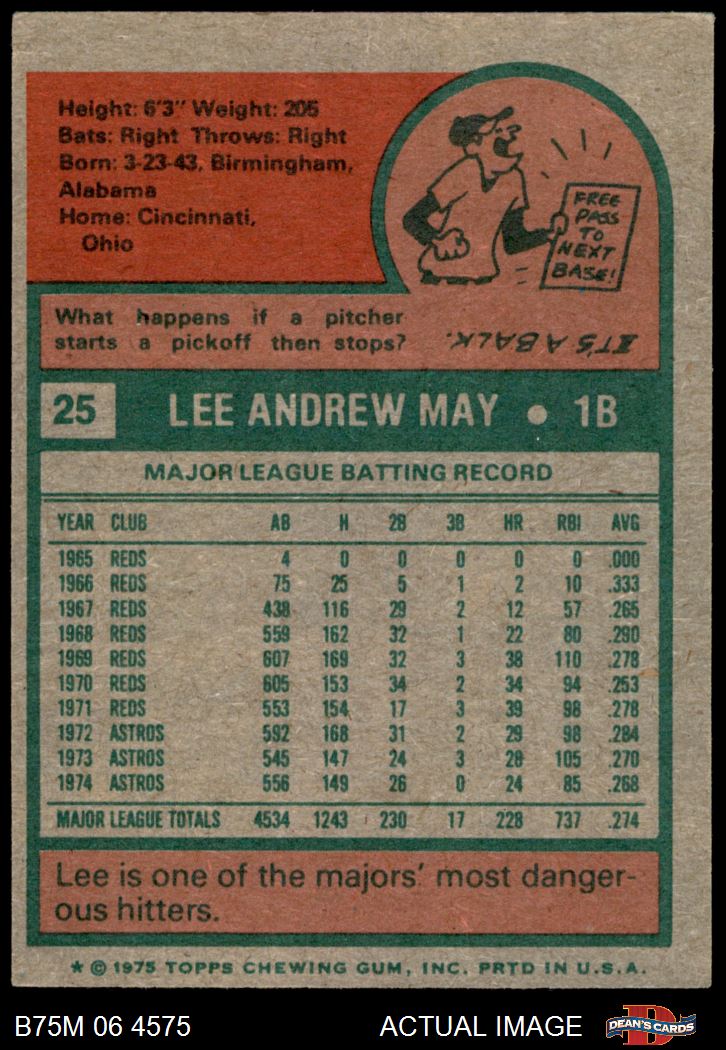 Height: 6'3" Weight: 205
Bats: Right Throws: Right
Born: 3-23-43, Birmingham,
Alabama
Home: Cincinnati,
Ohio
FREE
PASS
TO
NEXT
BASE!
What happens if a pitcher
starts a pickoff then stops?
IT'S A BALK.
25 LEE ANDREW MAY • 1B
MAJOR LEAGUE BATTING RECORD
YEAR CLUB AB H 2B 3B HR RBI AVG
1965 REDS 4 0 0 0 0 0 .000
1966 REDS 75 25 5 1 2 10 .333
1967 REDS 438 116 29 2 12 57 .265
1968 REDS 559 162 32 1 22 80 .290
1969 REDS 607 169 32 3 38 110 .278
1970 REDS 605 153 34 2 34 94 .253
1971 REDS 553 154 17 3 39 98 .278
1972 ASTROS 592 168 31 2 29 98 .284
1973 ASTROS 545 147 24 3 28 105 .270
1974 ASTROS 556 149 26 0 24 85 .268
MAJOR LEAGUE TOTALS 4534 1243 230 17 228 737 .274
Lee is one of the majors' most danger-
ous hitters.
* © 1975 TOPPS CHEWING GUM, INC. PRTD IN U.S.A.
B75M 06 4575 ACTUAL IMAGE DEAN'S CARDS